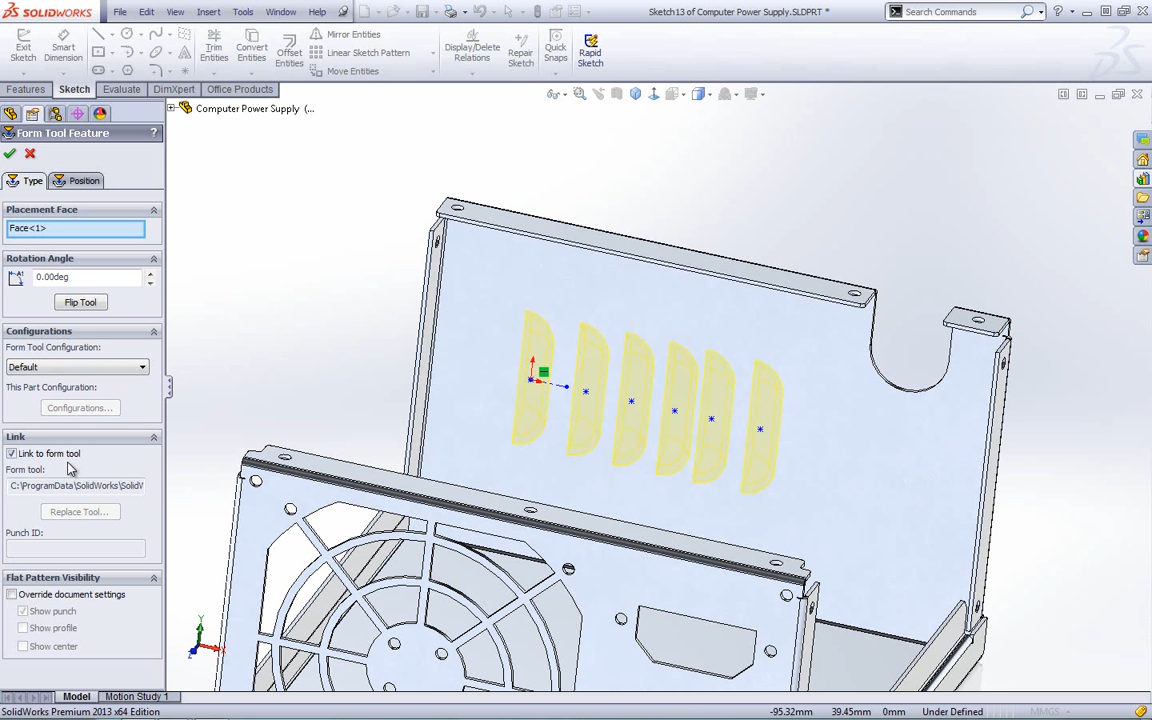 SOLIDWORKS File Edit View Insert Tools Window Help Sketch13 of Computer Power Supply.SLDPRT * Search Commands
Exit Sketch
Smart Dimension
Trim Entities
Convert Entities
Offset Entities
Mirror Entities
Linear Sketch Pattern
Move Entities
Display/Delete Relations
Repair Sketch
Quick Snaps
Rapid Sketch
Features Sketch Evaluate DimXpert Office Products
Computer Power Supply (...
Form Tool Feature ?
Type Position
Placement Face
Face<1>
Rotation Angle
0.00deg
Flip Tool
Configurations
Form Tool Configuration:
Default
This Part Configuration:
Configurations...
Link
Link to form tool
Form tool:
C:\ProgramData\SolidWorks\SolidW
Replace Tool...
Punch ID:
Flat Pattern Visibility
Override document settings
Show punch
Show profile
Show center
Y
X
Z
Model Motion Study 1
SolidWorks Premium 2013 x64 Edition -95.32mm 39.45mm 0mm Under Defined MMGS